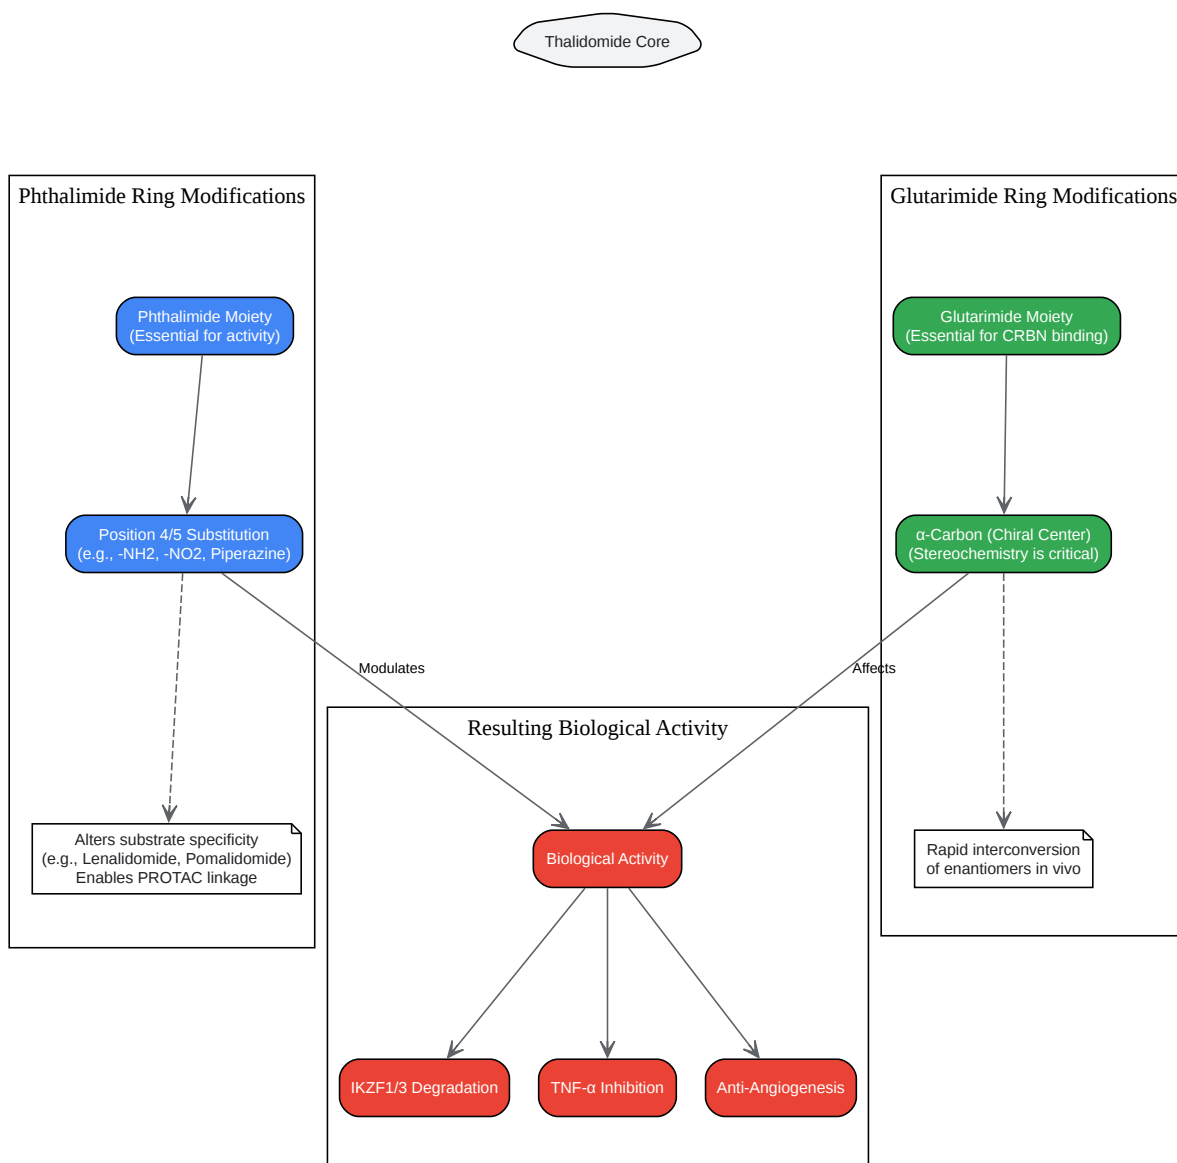 Thalidomide Core
Phthalimide Ring Modifications
Glutarimide Ring Modifications
Phthalimide Moiety
(Essential for activity)
Glutarimide Moiety
(Essential for CRBN binding)
Position 4/5 Substitution
(e.g., -NH2, -NO2, Piperazine)
α-Carbon (Chiral Center)
(Stereochemistry is critical)
Modulates
Affects
Resulting Biological Activity
Alters substrate specificity
(e.g., Lenalidomide, Pomalidomide)
Enables PROTAC linkage
Biological Activity
Rapid interconversion
of enantiomers in vivo
IKZF1/3 Degradation
TNF-α Inhibition
Anti-Angiogenesis